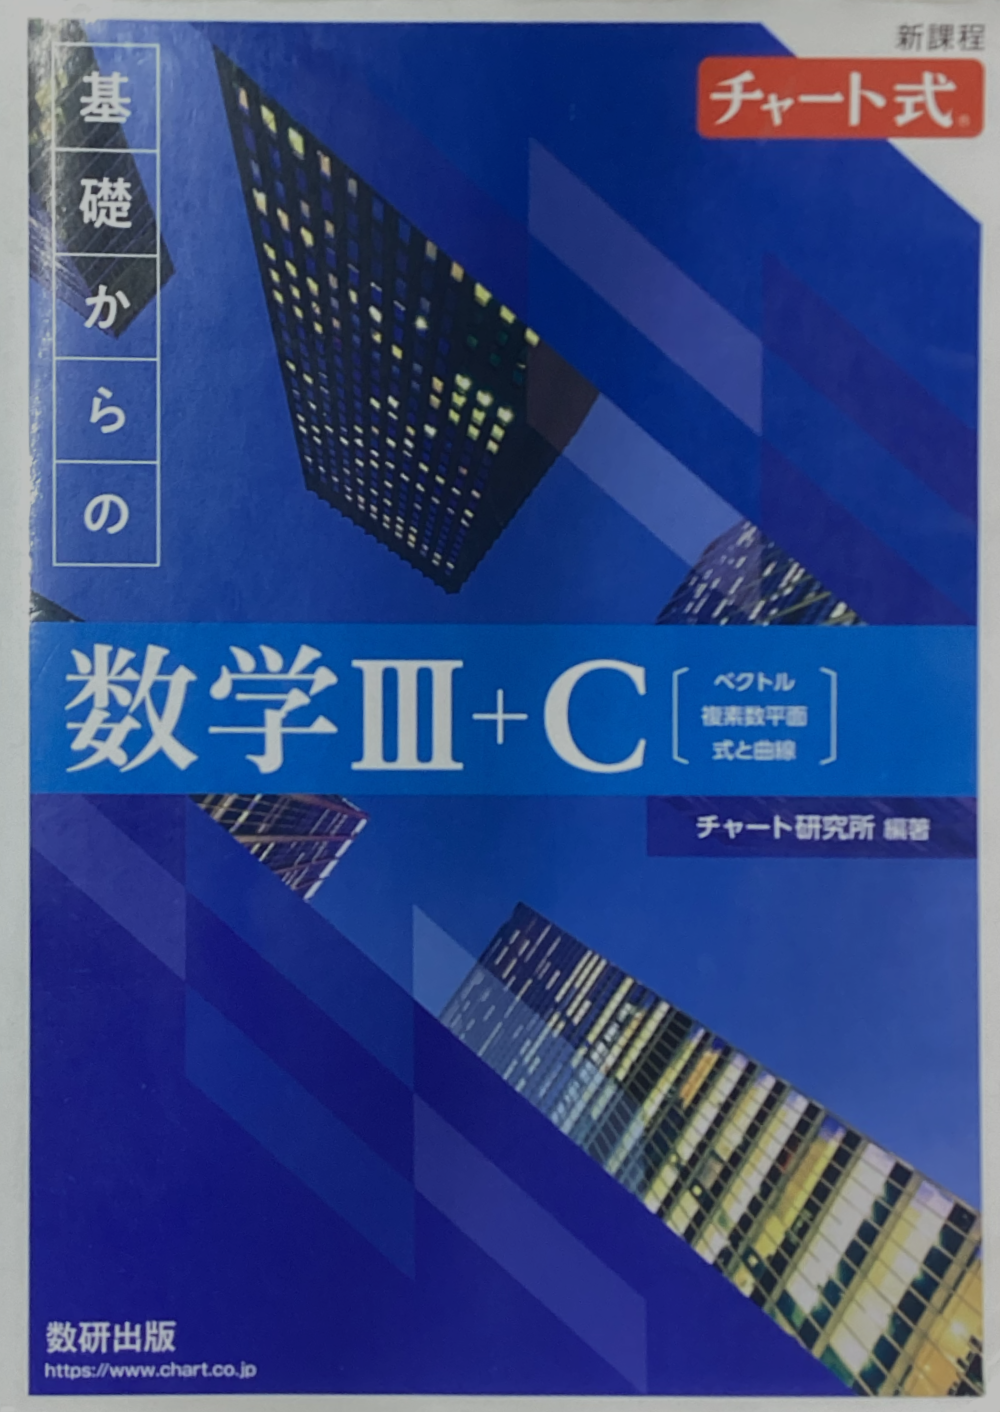 新課程
チャート式®
基礎からの
数学Ⅲ+C
ベクトル
複素数平面
式と曲線
チャート研究所 編著
数研出版
https://www.chart.co.jp